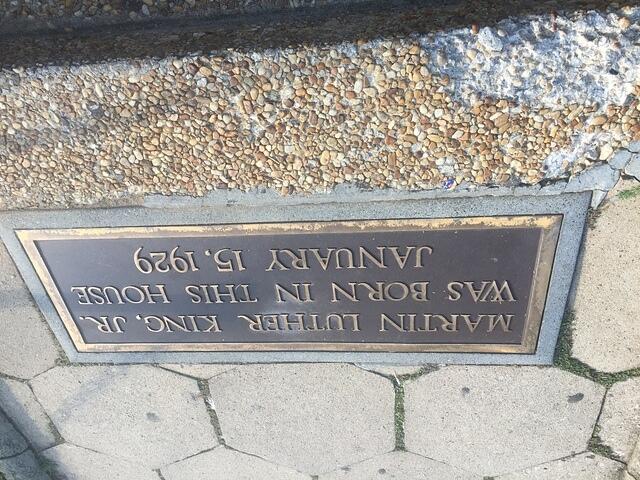 MARTIN LUTHER KING, JR.
WAS BORN IN THIS HOUSE
JANUARY 15, 1929